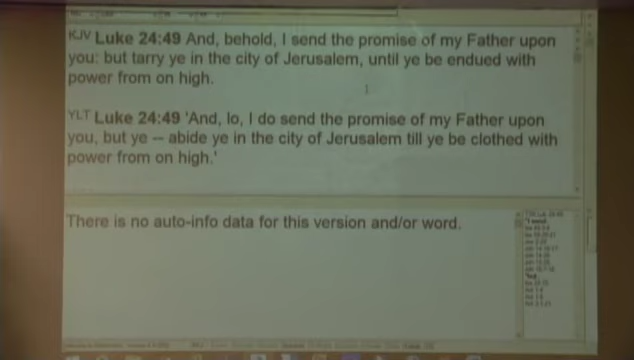 KJV Luke 24:49 And, behold, I send the promise of my Father upon
you: but tarry ye in the city of Jerusalem, until ye be endued with
power from on high.
YLT Luke 24:49 'And, lo, I do send the promise of my Father upon
you, but ye -- abide ye in the city of Jerusalem till ye be clothed with
power from on high.'
There is no auto-info data for this version and/or word.